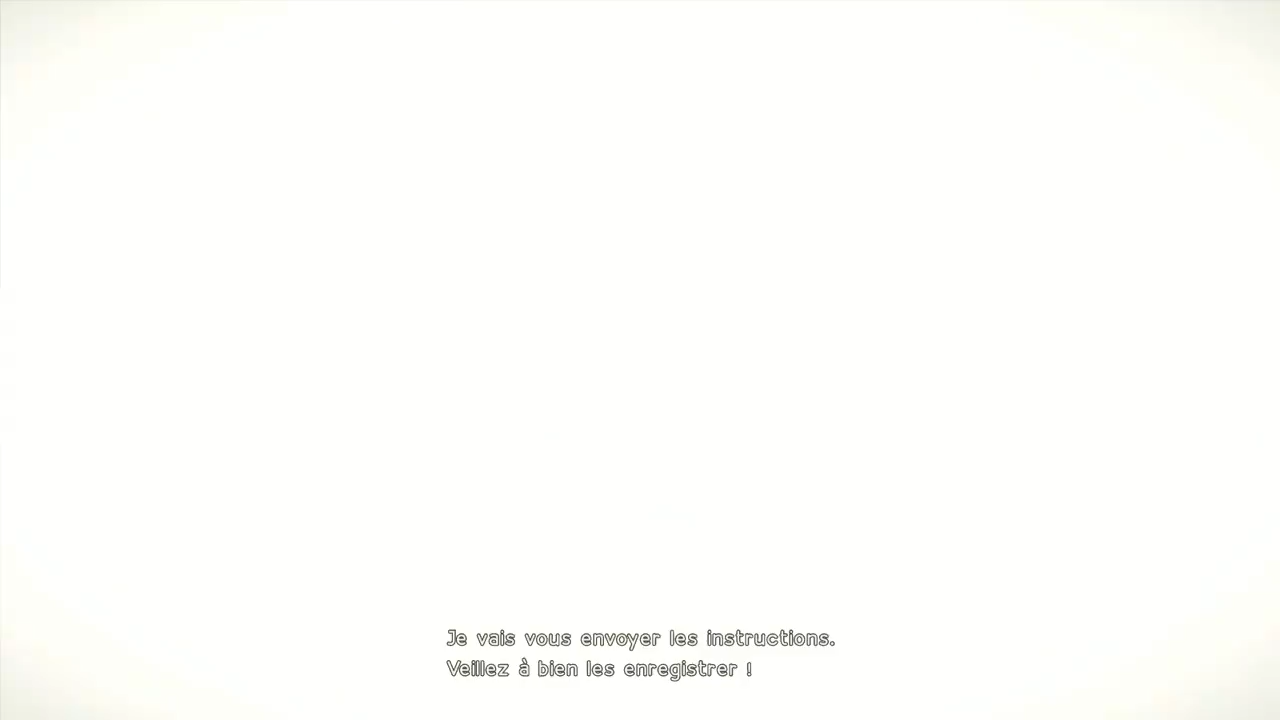 Je vais vous envoyer les instructions.
Veillez à bien les enregistrer !